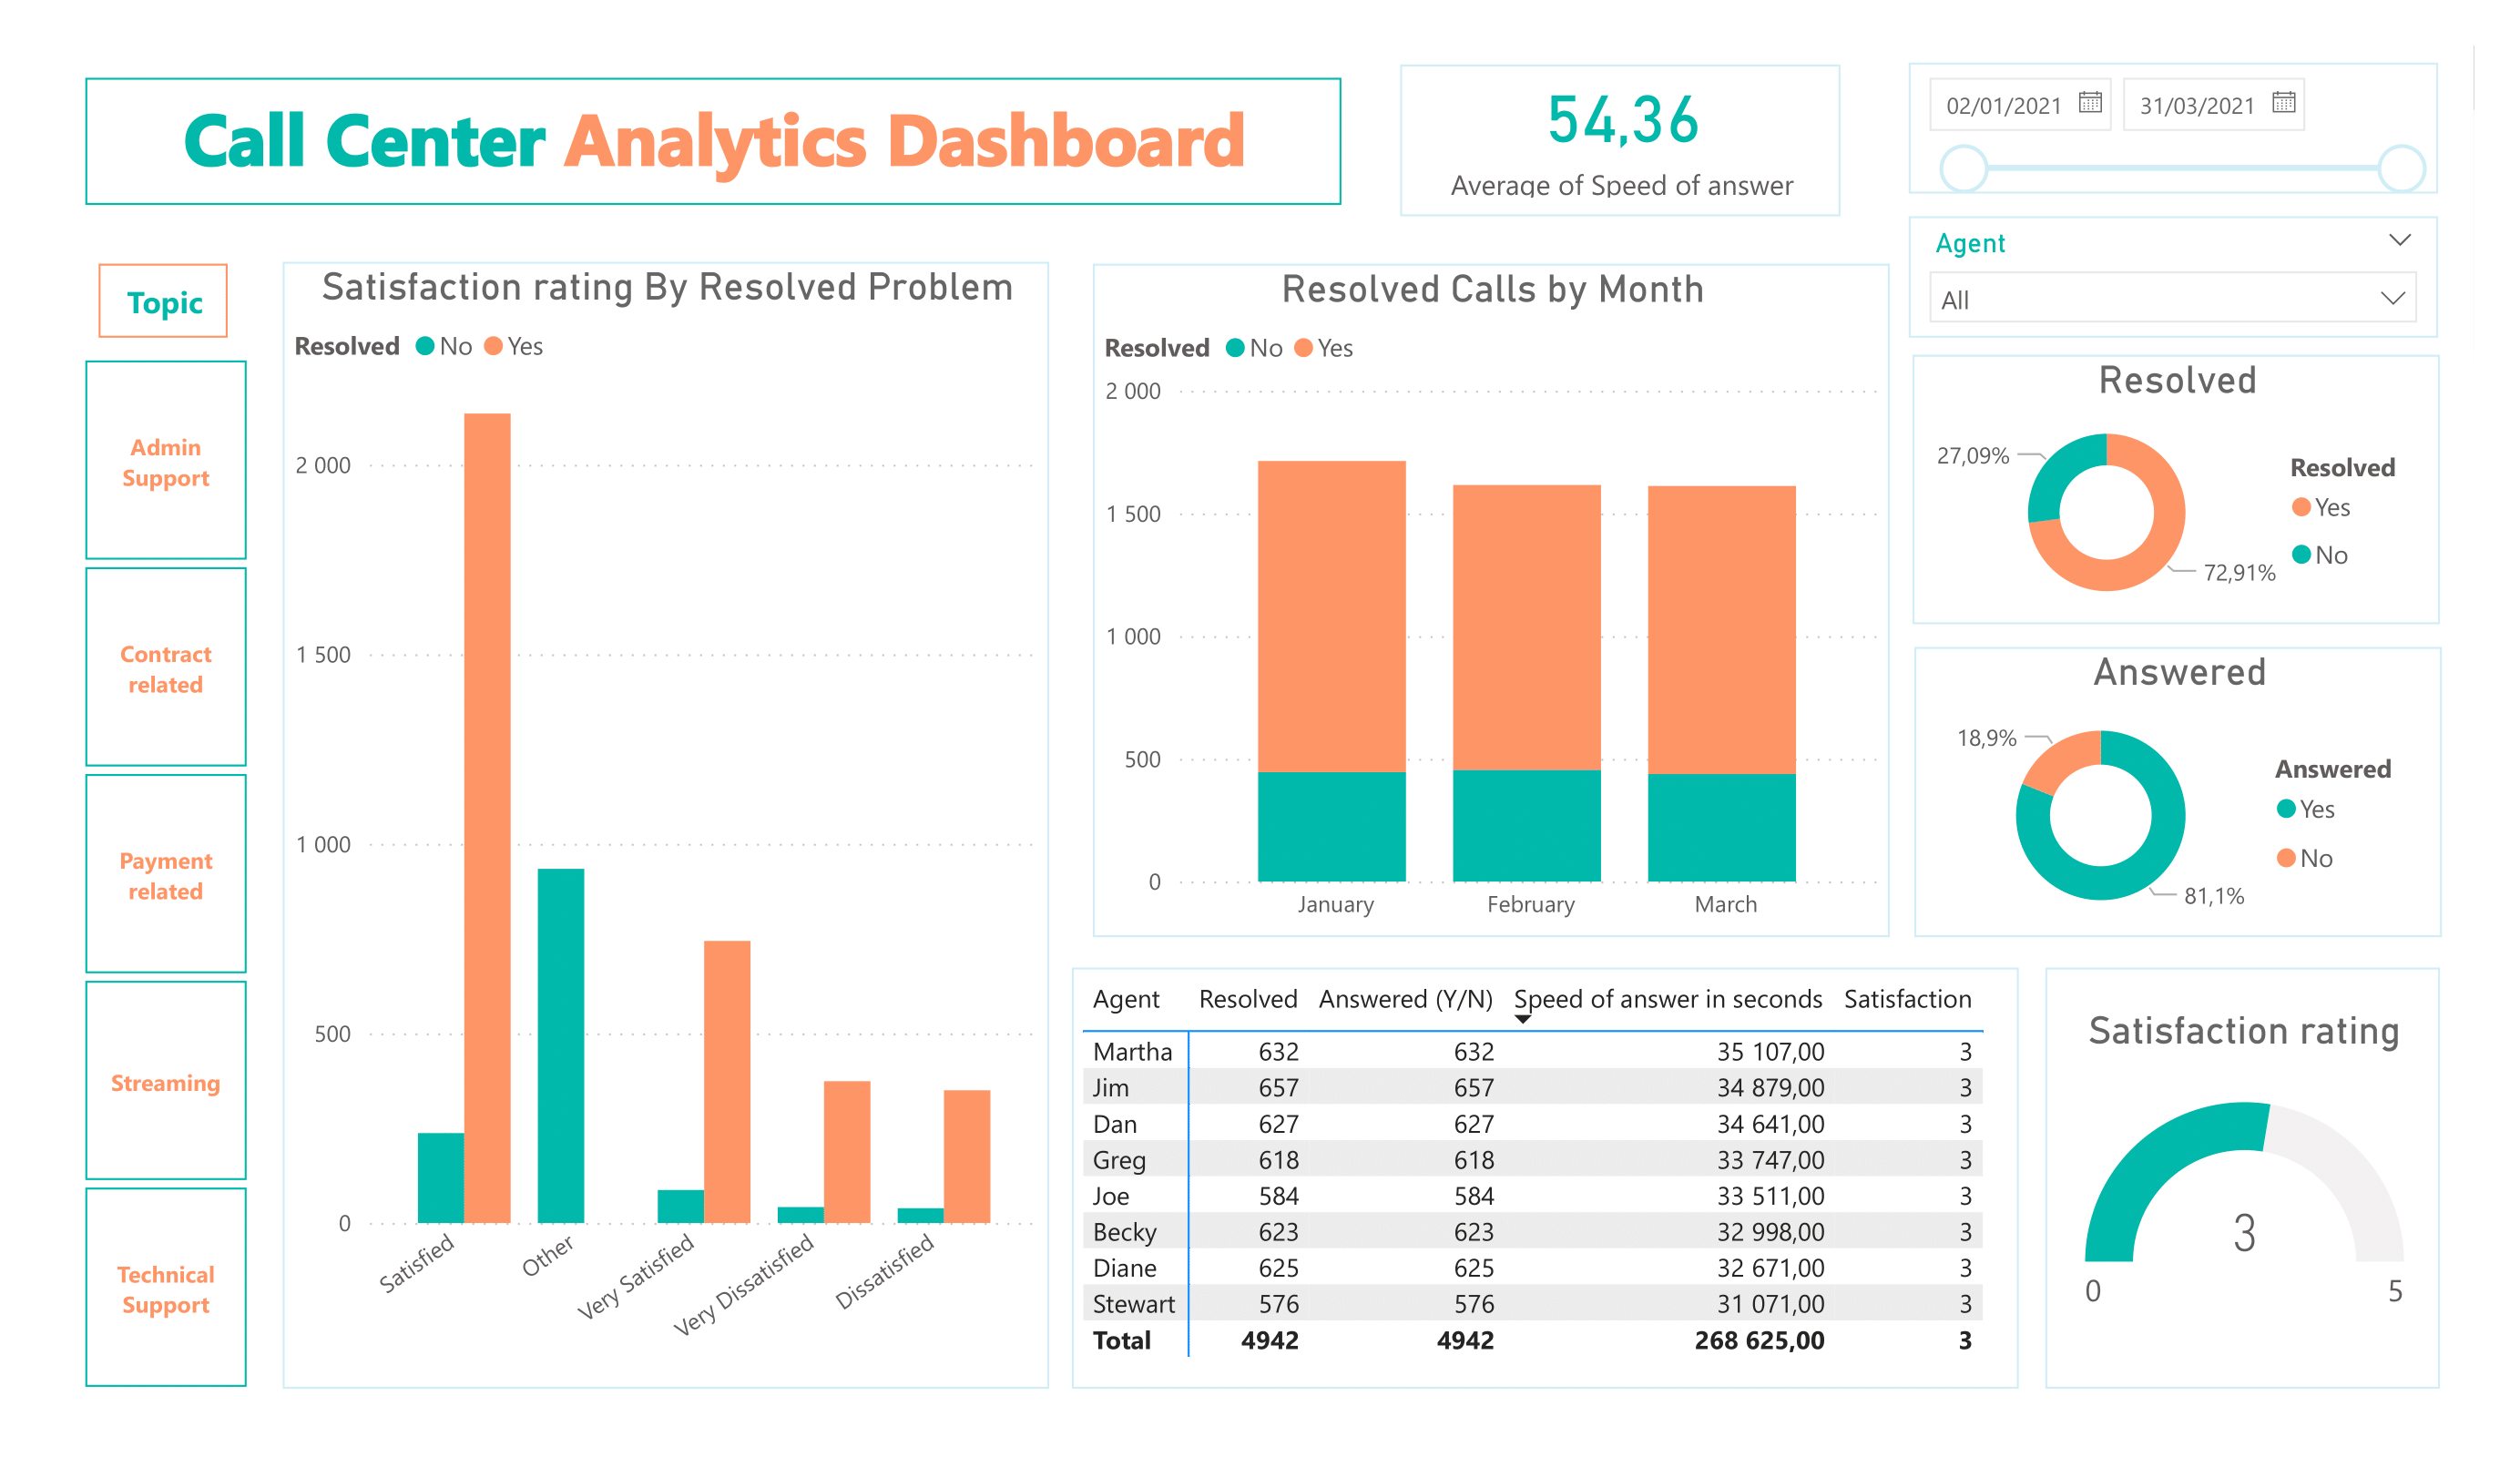 Call Center Analytics Dashboard
54,36
Average of Speed of answer
02/01/2021 31/03/2021
Agent
All
Topic
Admin
Support
Contract
related
Payment
related
Streaming
Technical
Support
Satisfaction rating By Resolved Problem
Resolved No Yes
2 000
1 500
1 000
500
0
Satisfied
Other
Very Satisfied
Very Dissatisfied
Dissatisfied
Resolved Calls by Month
Resolved No Yes
2 000
1 500
1 000
500
0
January February March
Resolved
27,09%
72,91%
Resolved
Yes
No
Answered
18,9%
81,1%
Answered
Yes
No
Agent Resolved Answered (Y/N) Speed of answer in seconds Satisfaction
Martha 632 632 35 107,00 3
Jim 657 657 34 879,00 3
Dan 627 627 34 641,00 3
Greg 618 618 33 747,00 3
Joe 584 584 33 511,00 3
Becky 623 623 32 998,00 3
Diane 625 625 32 671,00 3
Stewart 576 576 31 071,00 3
Total 4942 4942 268 625,00 3
Satisfaction rating
3
0 5